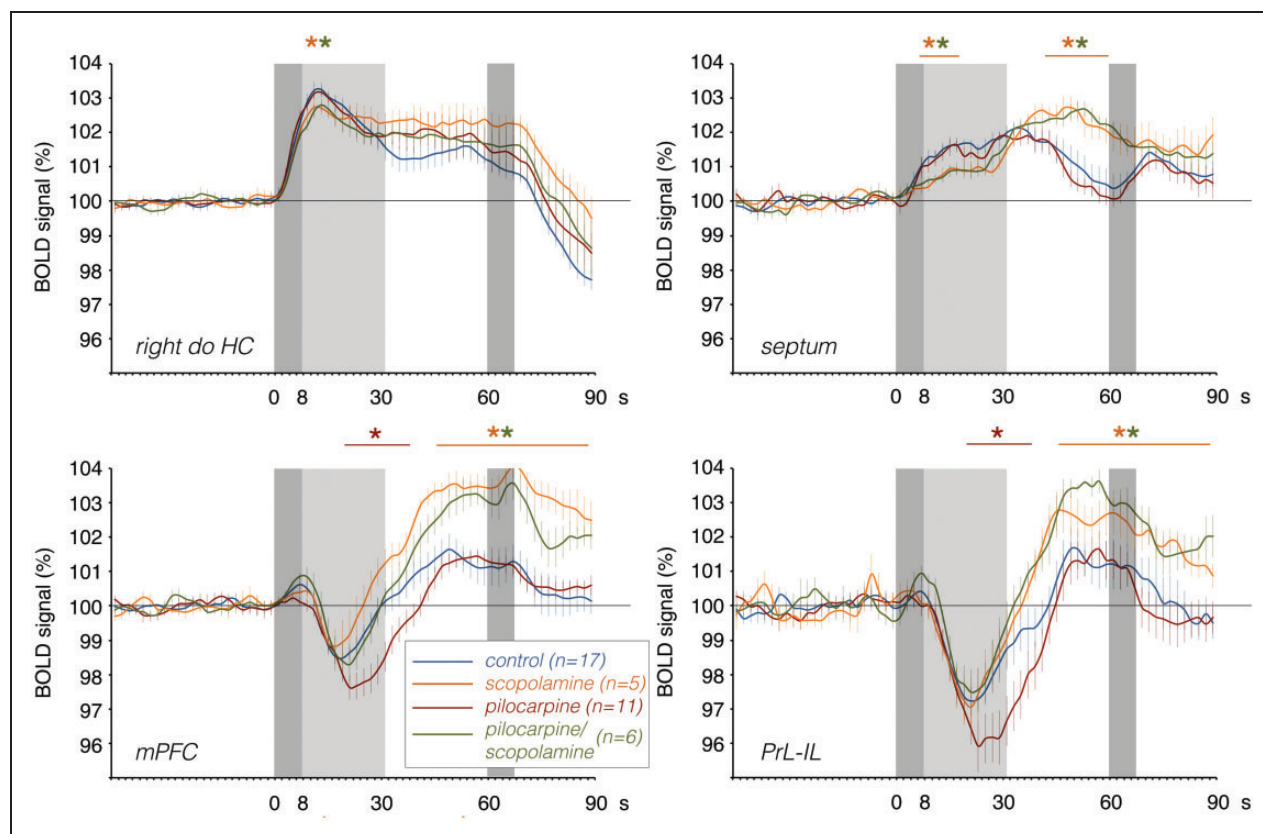 **
104
103
102
101
100
99
98
97
96
BOLD signal (%)
right do HC
0 8 30 60 90 s
** **
104
103
102
101
100
99
98
97
96
BOLD signal (%)
septum
0 8 30 60 90 s
* **
104
103
102
101
100
99
98
97
96
BOLD signal (%)
mPFC
control (n=17)
scopolamine (n=5)
pilocarpine (n=11)
pilocarpine/ (n=6)
scopolamine
0 8 30 60 90 s
* **
104
103
102
101
100
99
98
97
96
BOLD signal (%)
PrL-IL
0 8 30 60 90 s